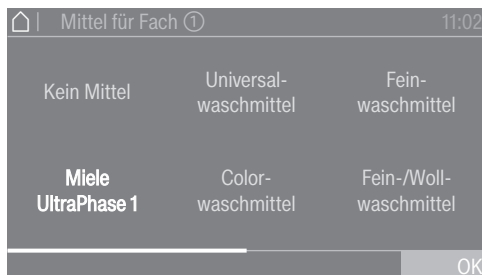 Mittel für Fach ① 11:02
Kein Mittel
Universal-
waschmittel
Fein-
waschmittel
Miele
UltraPhase 1
Color-
waschmittel
Fein-/Woll-
waschmittel
OK